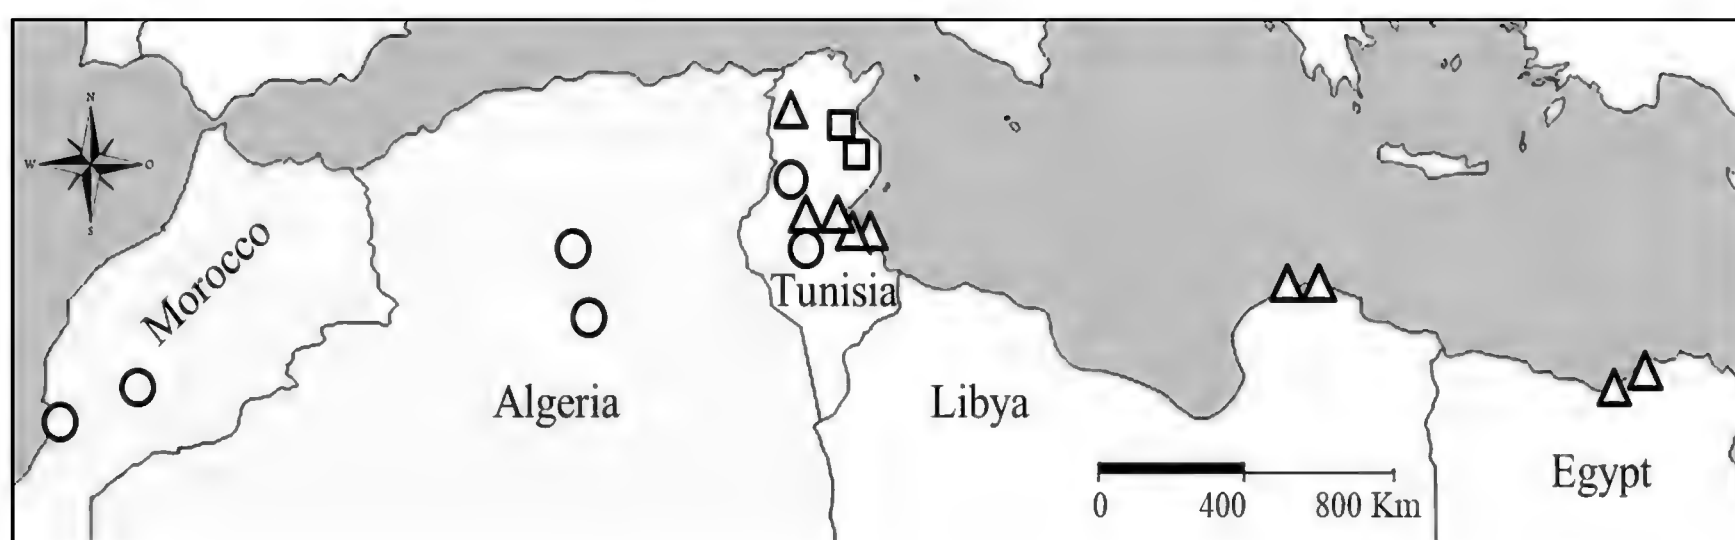 N
W O
S
Morocco
Tunisia
Algeria
Libya
Egypt
0 400 800 Km